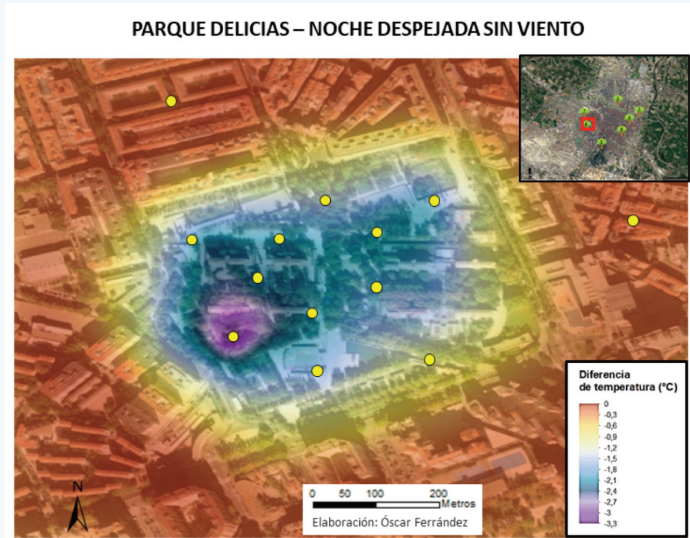 PARQUE DELICIAS – NOCHE DESPEJADA SIN VIENTO
Diferencia
de temperatura (ºC)
0
-0,3
-0,6
-0,9
-1,2
-1,5
-1,8
-2,1
-2,4
-2,7
-3
-3,3
N
0 50 100 200
Metros
Elaboración: Óscar Ferrández